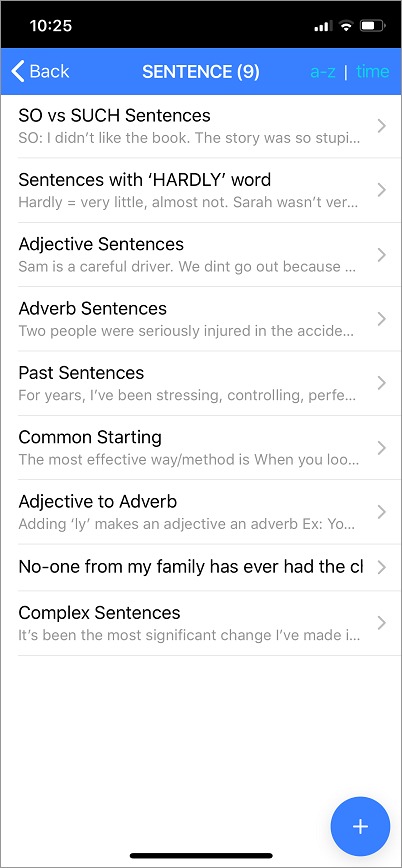 10:25
Back SENTENCE (9) a-z | time
SO vs SUCH Sentences
SO: I didn’t like the book. The story was so stupi...
Sentences with ‘HARDLY’ word
Hardly = very little, almost not. Sarah wasn’t ver...
Adjective Sentences
Sam is a careful driver. We dint go out because ...
Adverb Sentences
Two people were seriously injured in the accide...
Past Sentences
For years, I’ve been stressing, controlling, perfe...
Common Starting
The most effective way/method is When you loo...
Adjective to Adverb
Adding ‘ly’ makes an adjective an adverb Ex: Yo...
No-one from my family has ever had the cl
Complex Sentences
It’s been the most significant change I’ve made i...